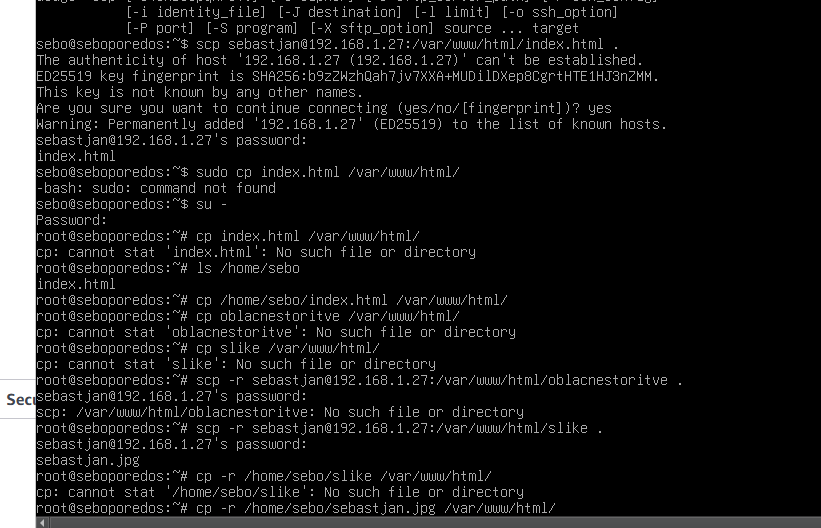 [-i identity_file] [-J destination] [-l limit] [-o ssh_option]
[-P port] [-S program] [-X sftp_option] source ... target
sebo@seboporedos:~$ scp sebastjan@192.168.1.27:/var/www/html/index.html .
The authenticity of host '192.168.1.27 (192.168.1.27)' can't be established.
ED25519 key fingerprint is SHA256:b9zZWzhQah7jv7XXA+MUDilDXep8CgrtHTE1HJ3nZMM.
This key is not known by any other names.
Are you sure you want to continue connecting (yes/no/[fingerprint])? yes
Warning: Permanently added '192.168.1.27' (ED25519) to the list of known hosts.
sebastjan@192.168.1.27's password:
index.html
sebo@seboporedos:~$ sudo cp index.html /var/www/html/
-bash: sudo: command not found
sebo@seboporedos:~$ su -
Password:
root@seboporedos:~# cp index.html /var/www/html/
cp: cannot stat 'index.html': No such file or directory
root@seboporedos:~# ls /home/sebo
index.html
root@seboporedos:~# cp /home/sebo/index.html /var/www/html/
root@seboporedos:~# cp oblacnestoritve /var/www/html/
cp: cannot stat 'oblacnestoritve': No such file or directory
root@seboporedos:~# cp slike /var/www/html/
cp: cannot stat 'slike': No such file or directory
root@seboporedos:~# scp -r sebastjan@192.168.1.27:/var/www/html/oblacnestoritve .
sebastjan@192.168.1.27's password:
scp: /var/www/html/oblacnestoritve: No such file or directory
root@seboporedos:~# scp -r sebastjan@192.168.1.27:/var/www/html/slike .
sebastjan@192.168.1.27's password:
sebastjan.jpg
root@seboporedos:~# cp -r /home/sebo/slike /var/www/html/
cp: cannot stat '/home/sebo/slike': No such file or directory
root@seboporedos:~# cp -r /home/sebo/sebastjan.jpg /var/www/html/